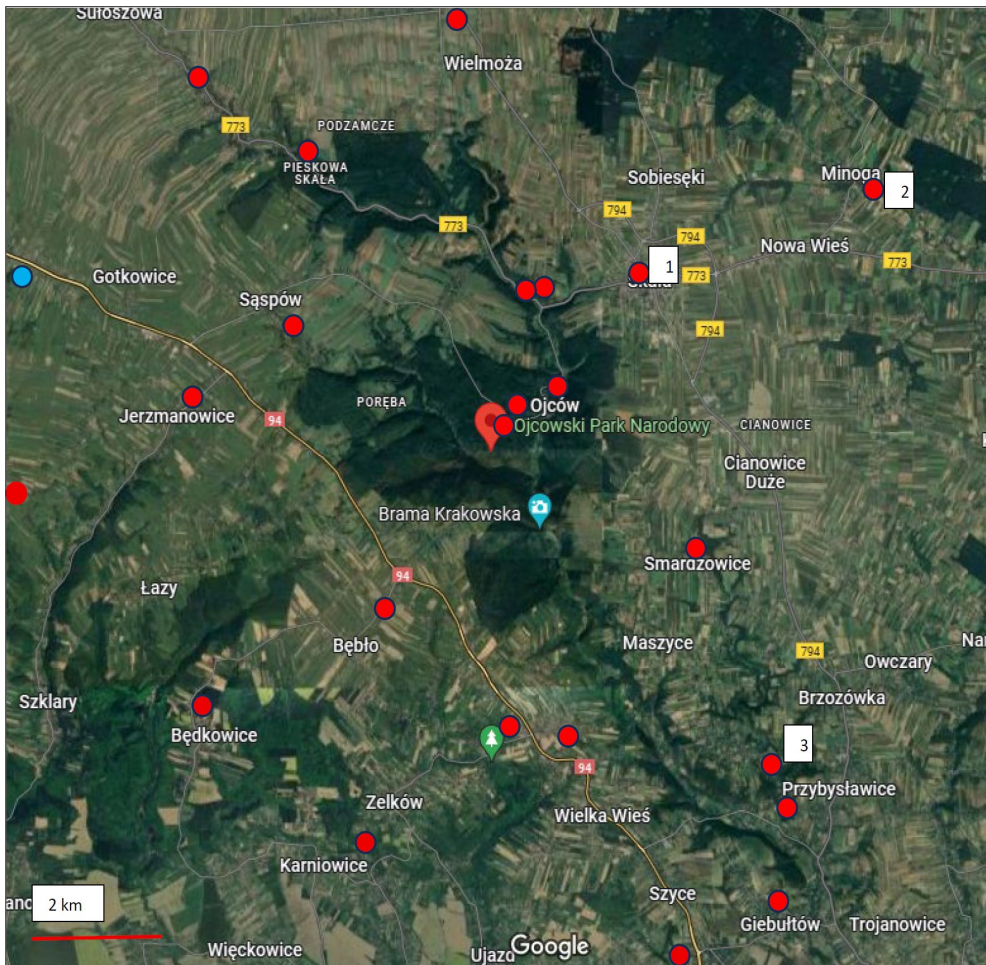 Sułoszowa
Wielmoża
773
PODZAMCZE
PIESKOWA
SKAŁA
Sobiesęki
Minoga
2
794
773
794
Nowa Wieś
1
773
773
Skała
Gotkowice
Sąspów
794
Jerzmanowice
94
PORĘBA
Ojców
Ojcowski Park Narodowy
CIANOWICE
Cianowice
Duże
Brama Krakowska
Smardzowice
94
Łazy
Bębło
Maszyce
794
Owczary
Szklary
Brzozówka
Będkowice
3
94
Przybysławice
Zelków
Wielka Wieś
Karniowice
Szyce
2 km
Giebułtów
Trojanowice
Więckowice
Ujazd
Google